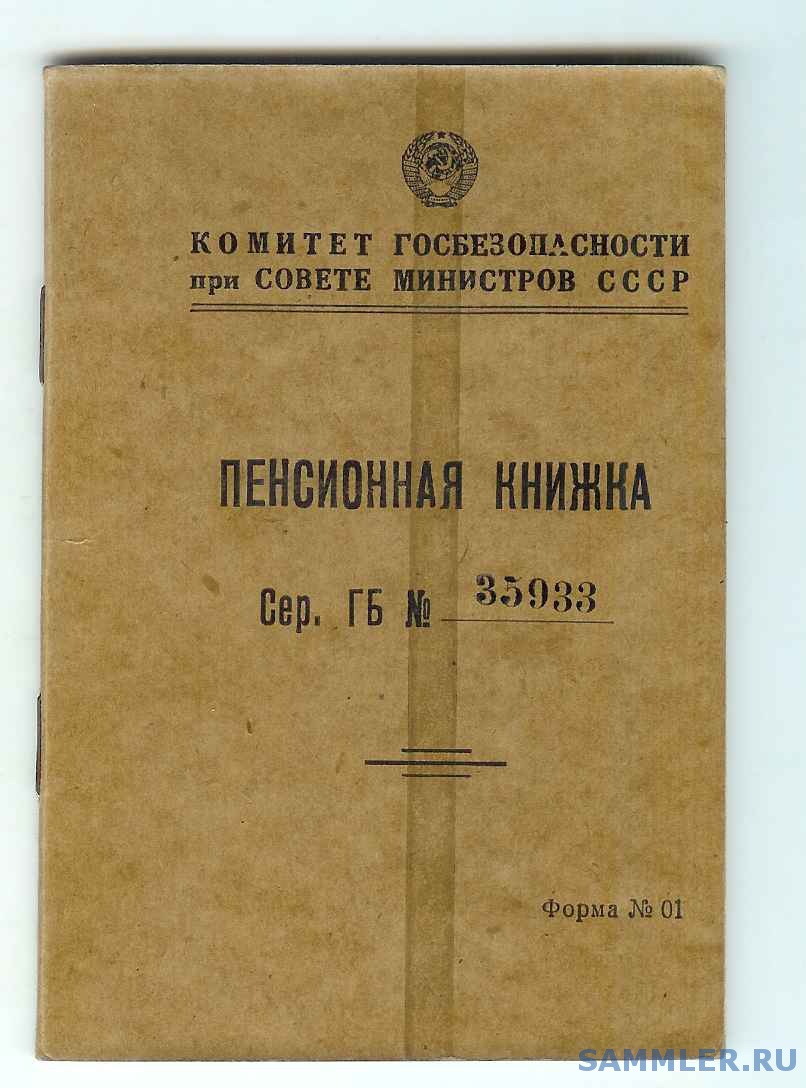 КОМИТЕТ ГОСБЕЗОПАСНОСТИ
при СОВЕТЕ МИНИСТРОВ СССР
ПЕНСИОННАЯ КНИЖКА
Сер. ГБ № 35933
Форма № 01
SAMMLER.RU